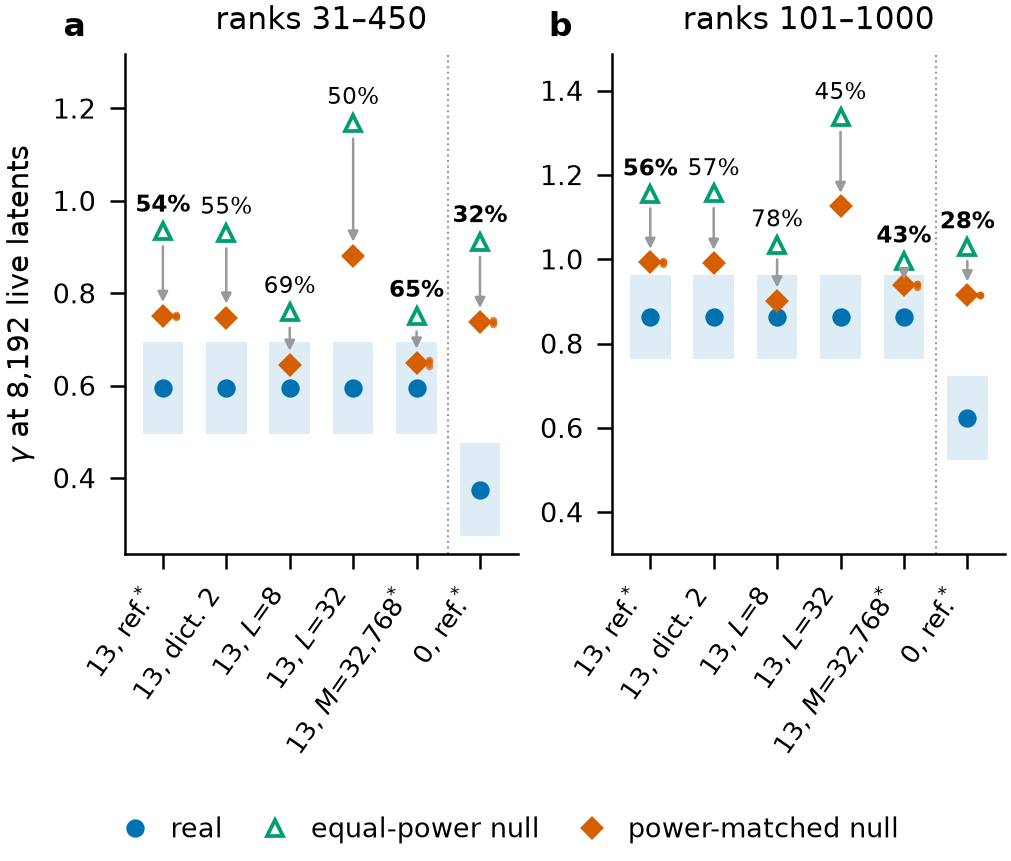 a
ranks 31–450
γ at 8,192 live latents
1.2
1.0
0.8
0.6
0.4
54%
55%
69%
50%
65%
32%
13, ref.*
13, dict. 2
13, L=8
13, L=32
13, M=32,768*
0, ref.*
b
ranks 101–1000
1.4
1.2
1.0
0.8
0.6
0.4
56%
57%
78%
45%
43%
28%
13, ref.*
13, dict. 2
13, L=8
13, L=32
13, M=32,768*
0, ref.*
real
equal-power null
power-matched null